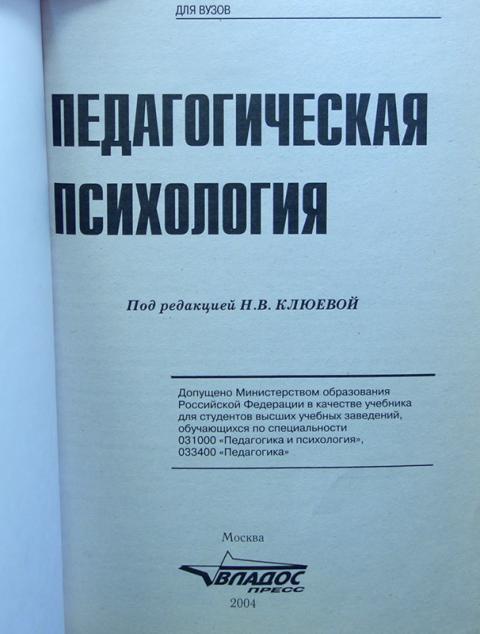 ДЛЯ ВУЗОВ
ПЕДАГОГИЧЕСКАЯ
ПСИХОЛОГИЯ
Под редакцией Н.В. КЛЮЕВОЙ
Допущено Министерством образования
Российской Федерации в качестве учебника
для студентов высших учебных заведений,
обучающихся по специальности
031000 «Педагогика и психология»,
033400 «Педагогика»
Москва
ВЛАДОС
ПРЕСС
2004